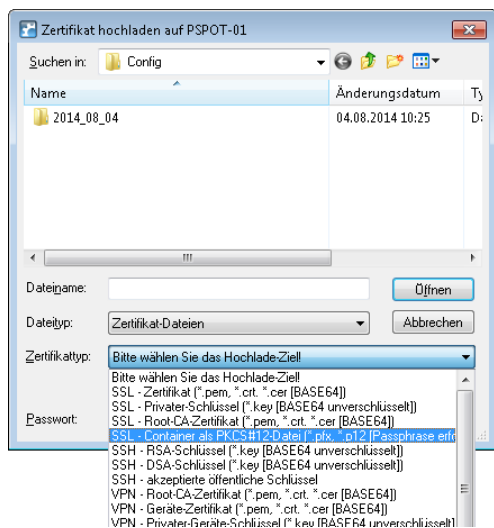 Zertifikat hochladen auf PSPOT-01
Suchen in: Config
Name Änderungsdatum
2014_08_04 04.08.2014 10:25
Dateiname: Öffnen
Dateityp: Zertifikat-Dateien Abbrechen
Zertifikattyp: Bitte wählen Sie das Hochlade-Ziel!
Bitte wählen Sie das Hochlade-Ziel!
SSL - Zertifikat (*.pem, *.crt. *.cer [BASE64])
SSL - Privater-Schlüssel (*.key [BASE64 unverschlüsselt])
SSL - Root-CA-Zertifikat (*.pem, *.crt. *.cer [BASE64])
Passwort: SSL - Container als PKCS#12-Datei (*.pfx, *.p12 [Passphrase
SSH - RSA-Schlüssel (*.key [BASE64 unverschlüsselt])
SSH - DSA-Schlüssel (*.key [BASE64 unverschlüsselt])
SSH - akzeptierte öffentliche Schlüssel
VPN - Root-CA-Zertifikat (*.pem, *.crt. *.cer [BASE64])
VPN - Geräte-Zertifikat (*.pem, *.crt. *.cer [BASE64])
VPN - Privater-Geräte-Schlüssel (*.key [BASE64 unverschlüsselt]